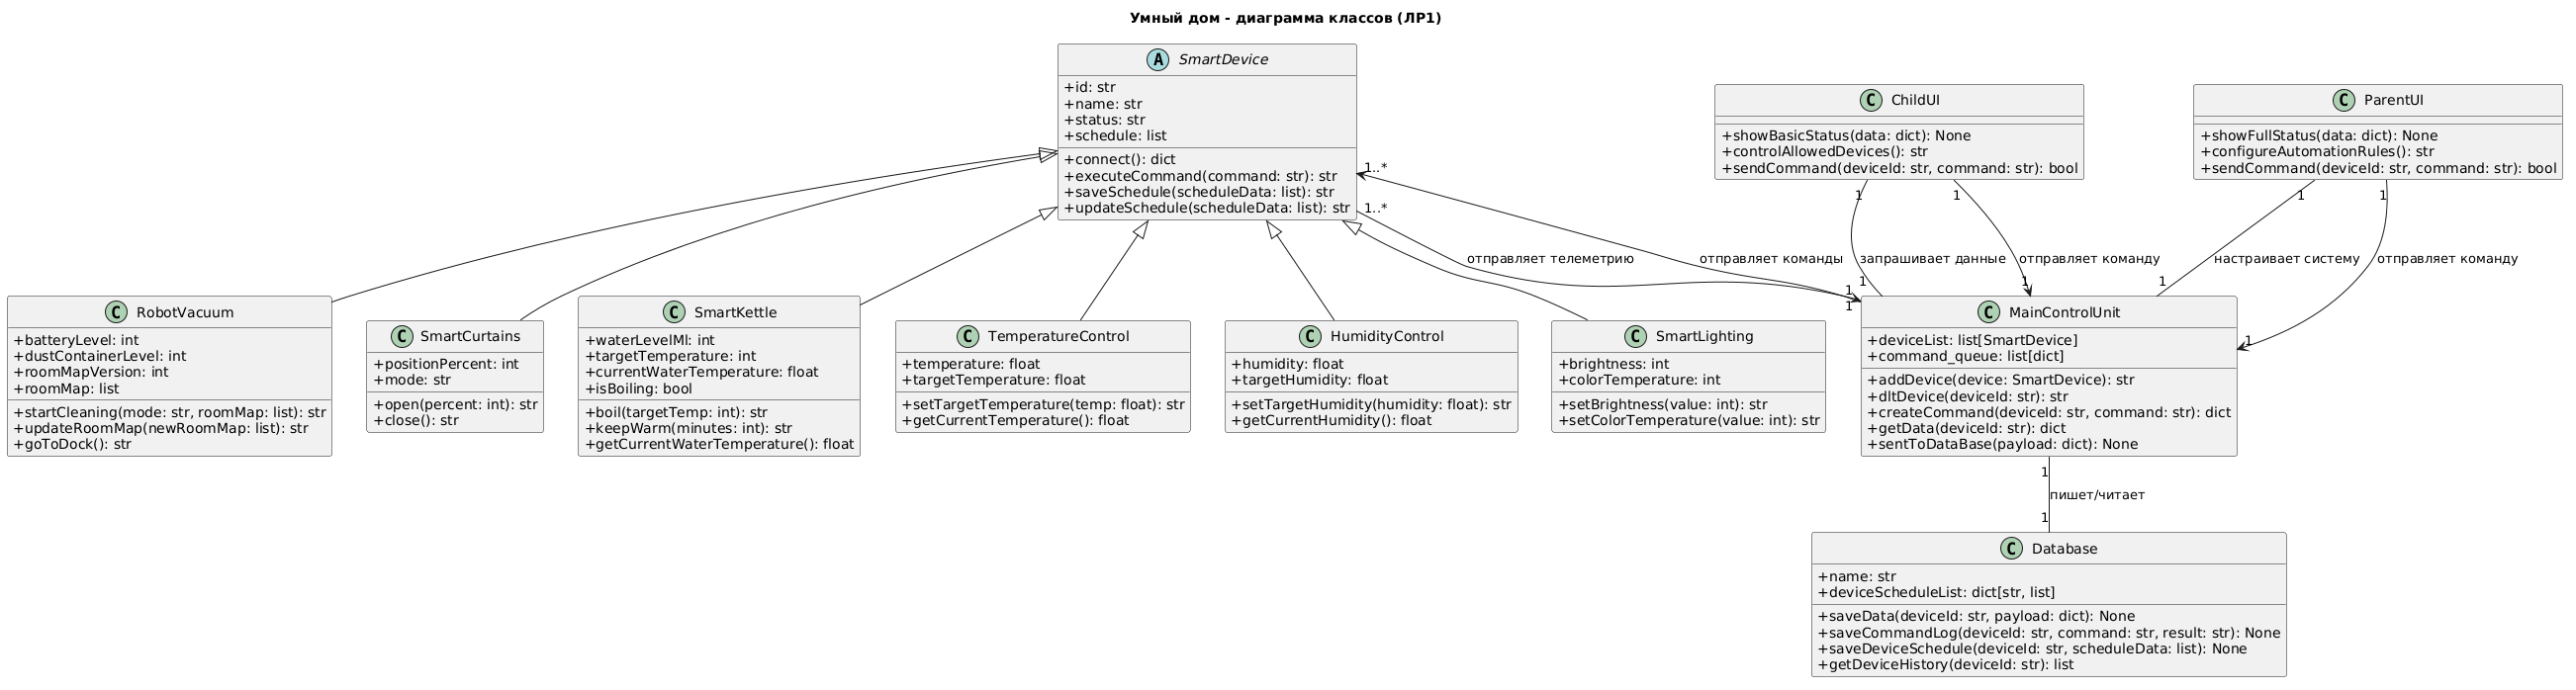 Умный дом - диаграмма классов (ЛР1)
A SmartDevice
+id: str
+name: str
+status: str
+schedule: list
+connect(): dict
+executeCommand(command: str): str
+saveSchedule(scheduleData: list): str
+updateSchedule(scheduleData: list): str
C ChildUI
+showBasicStatus(data: dict): None
+controlAllowedDevices(): str
+sendCommand(deviceId: str, command: str): bool
C ParentUI
+showFullStatus(data: dict): None
+configureAutomationRules(): str
+sendCommand(deviceId: str, command: str): bool
1..*
1..*
1
1
1
1
отправляет телеметрию
отправляет команды
запрашивает данные
отправляет команду
настраивает систему
отправляет команду
1
1
1
1
1
1
C RobotVacuum
+batteryLevel: int
+dustContainerLevel: int
+roomMapVersion: int
+roomMap: list
+startCleaning(mode: str, roomMap: list): str
+updateRoomMap(newRoomMap: list): str
+goToDock(): str
C SmartCurtains
+positionPercent: int
+mode: str
+open(percent: int): str
+close(): str
C SmartKettle
+waterLevelMl: int
+targetTemperature: int
+currentWaterTemperature: float
+isBoiling: bool
+boil(targetTemp: int): str
+keepWarm(minutes: int): str
+getCurrentWaterTemperature(): float
C TemperatureControl
+temperature: float
+targetTemperature: float
+setTargetTemperature(temp: float): str
+getCurrentTemperature(): float
C HumidityControl
+humidity: float
+targetHumidity: float
+setTargetHumidity(humidity: float): str
+getCurrentHumidity(): float
C SmartLighting
+brightness: int
+colorTemperature: int
+setBrightness(value: int): str
+setColorTemperature(value: int): str
C MainControlUnit
+deviceList: list[SmartDevice]
+command_queue: list[dict]
+addDevice(device: SmartDevice): str
+dltDevice(deviceId: str): str
+createCommand(deviceId: str, command: str): dict
+getData(deviceId: str): dict
+sentToDataBase(payload: dict): None
1
пишет/читает
1
C Database
+name: str
+deviceScheduleList: dict[str, list]
+saveData(deviceId: str, payload: dict): None
+saveCommandLog(deviceId: str, command: str, result: str): None
+saveDeviceSchedule(deviceId: str, scheduleData: list): None
+getDeviceHistory(deviceId: str): list